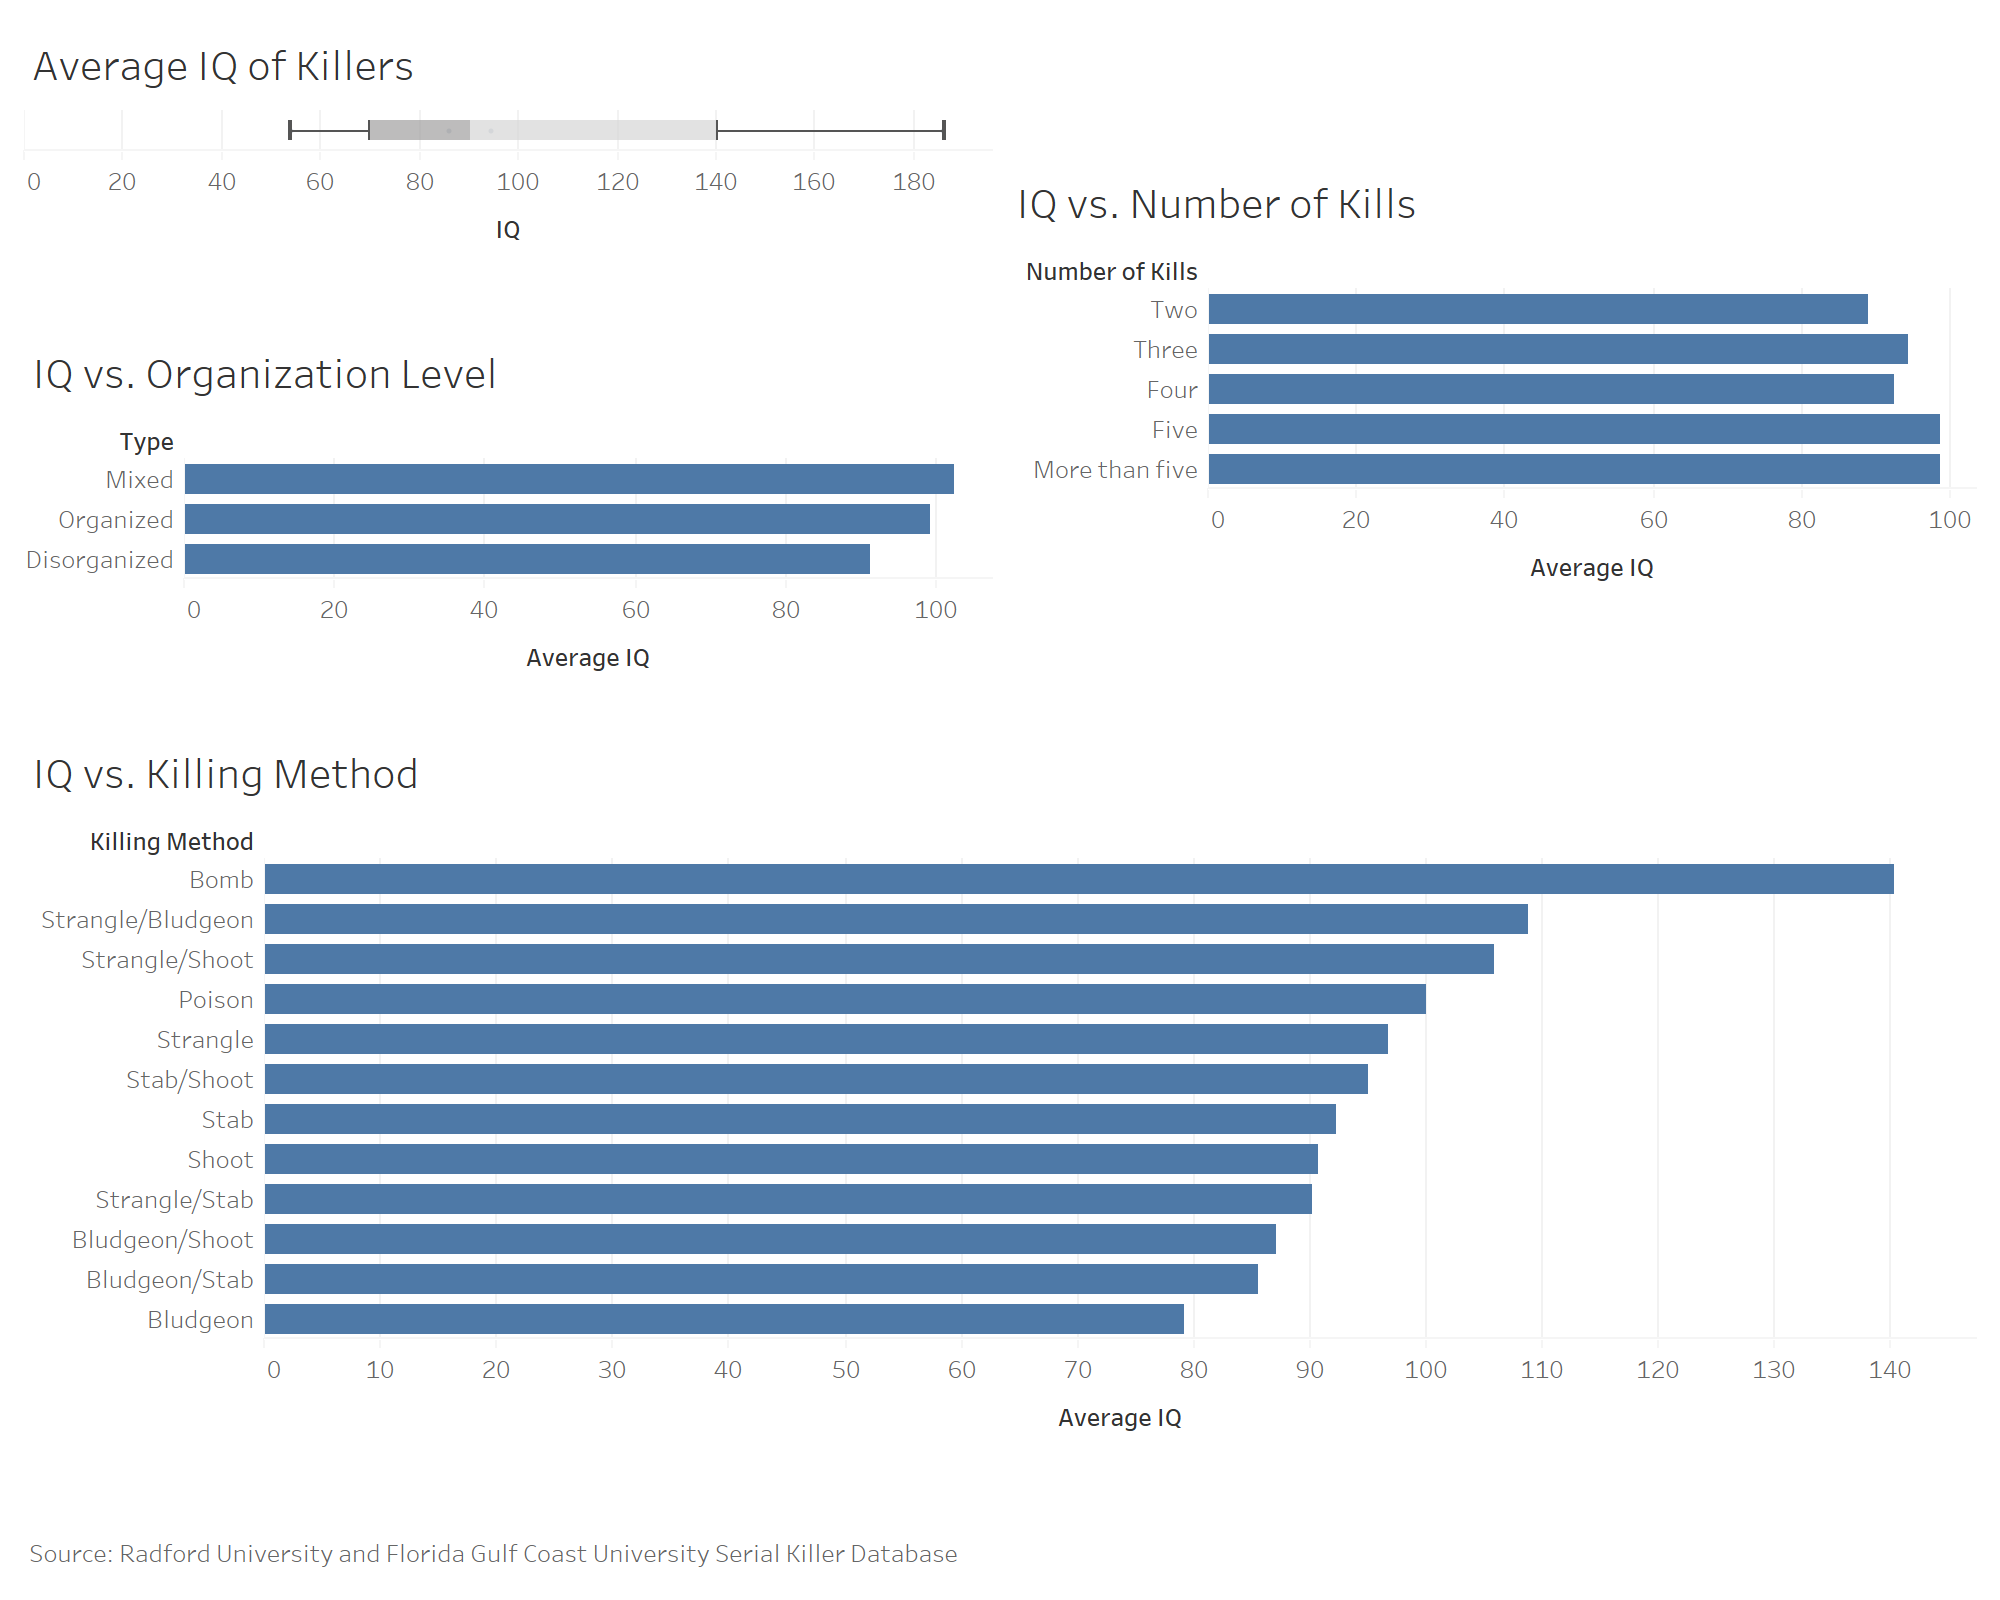 Average IQ of Killers
0 20 40 60 80 100 120 140 160 180
IQ
IQ vs. Number of Kills
Number of Kills
Two
Three
Four
Five
More than five
0 20 40 60 80 100
Average IQ
IQ vs. Organization Level
Type
Mixed
Organized
Disorganized
0 20 40 60 80 100
Average IQ
IQ vs. Killing Method
Killing Method
Bomb
Strangle/Bludgeon
Strangle/Shoot
Poison
Strangle
Stab/Shoot
Stab
Shoot
Strangle/Stab
Bludgeon/Shoot
Bludgeon/Stab
Bludgeon
0 10 20 30 40 50 60 70 80 90 100 110 120 130 140
Average IQ
Source: Radford University and Florida Gulf Coast University Serial Killer Database